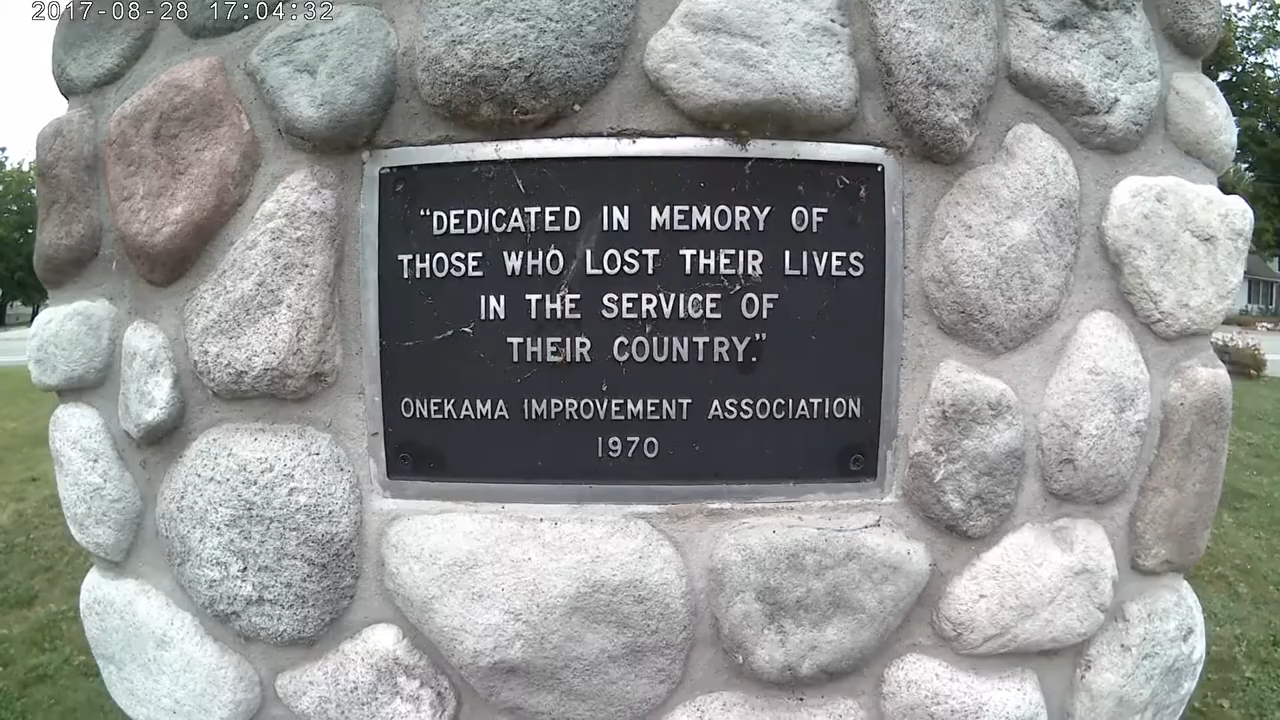 2017-08-28 17:04:32
“DEDICATED IN MEMORY OF
THOSE WHO LOST THEIR LIVES
IN THE SERVICE OF
THEIR COUNTRY.”
ONEKAMA IMPROVEMENT ASSOCIATION
1970